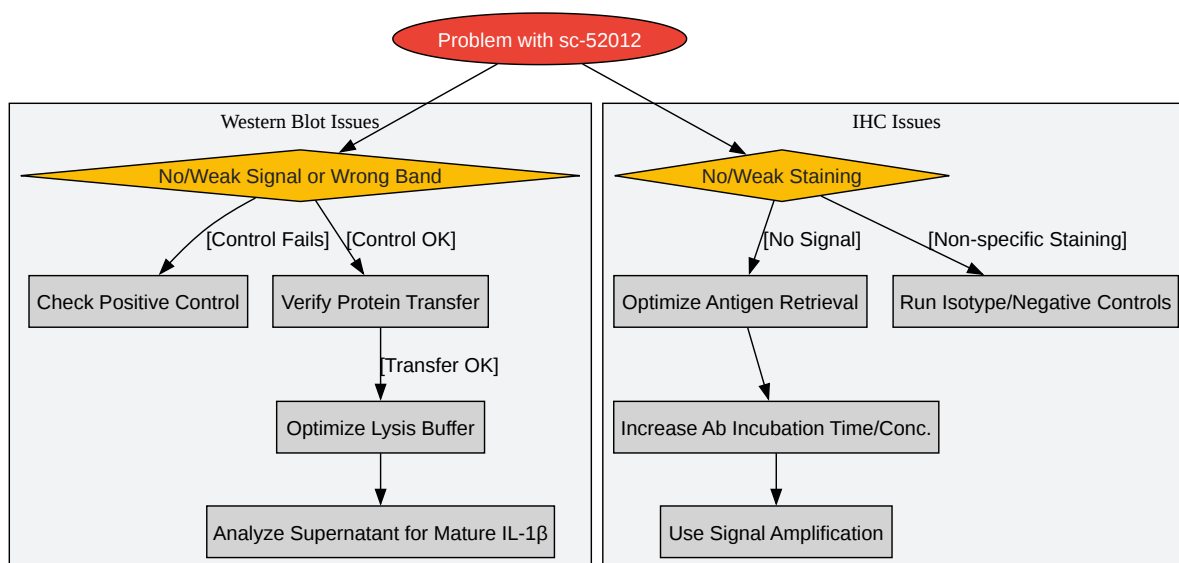 Problem with sc-52012
Western Blot Issues
IHC Issues
No/Weak Signal or Wrong Band
No/Weak Staining
[Control Fails]
[Control OK]
[No Signal]
[Non-specific Staining]
Check Positive Control
Verify Protein Transfer
Optimize Antigen Retrieval
Run Isotype/Negative Controls
[Transfer OK]
Optimize Lysis Buffer
Increase Ab Incubation Time/Conc.
Analyze Supernatant for Mature IL-1β
Use Signal Amplification